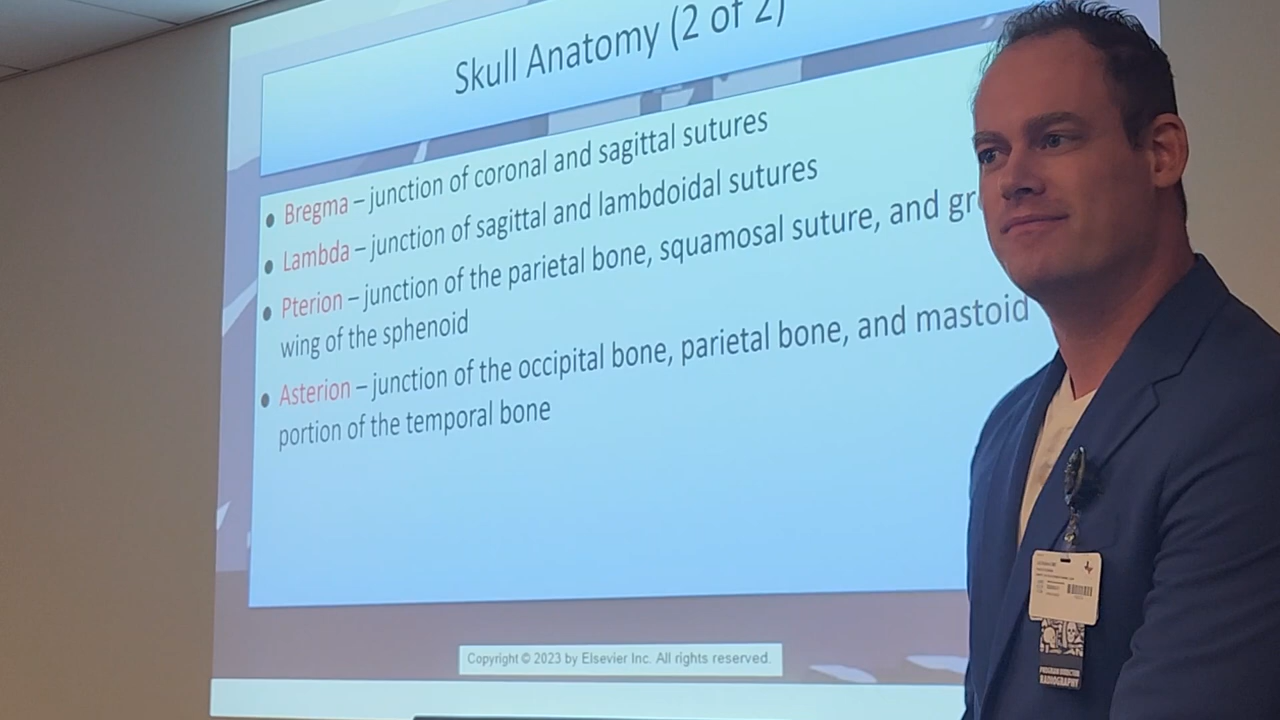 Skull Anatomy (2 of 2)
Bregma – junction of coronal and sagittal sutures
Lambda – junction of sagittal and lambdoidal sutures
Pterion – junction of the parietal bone, squamosal suture, and gr
wing of the sphenoid
Asterion – junction of the occipital bone, parietal bone, and mastoid
portion of the temporal bone
Copyright © 2023 by Elsevier Inc. All rights reserved.
PROGRAM DIRECTOR
RADIOGRAPHY